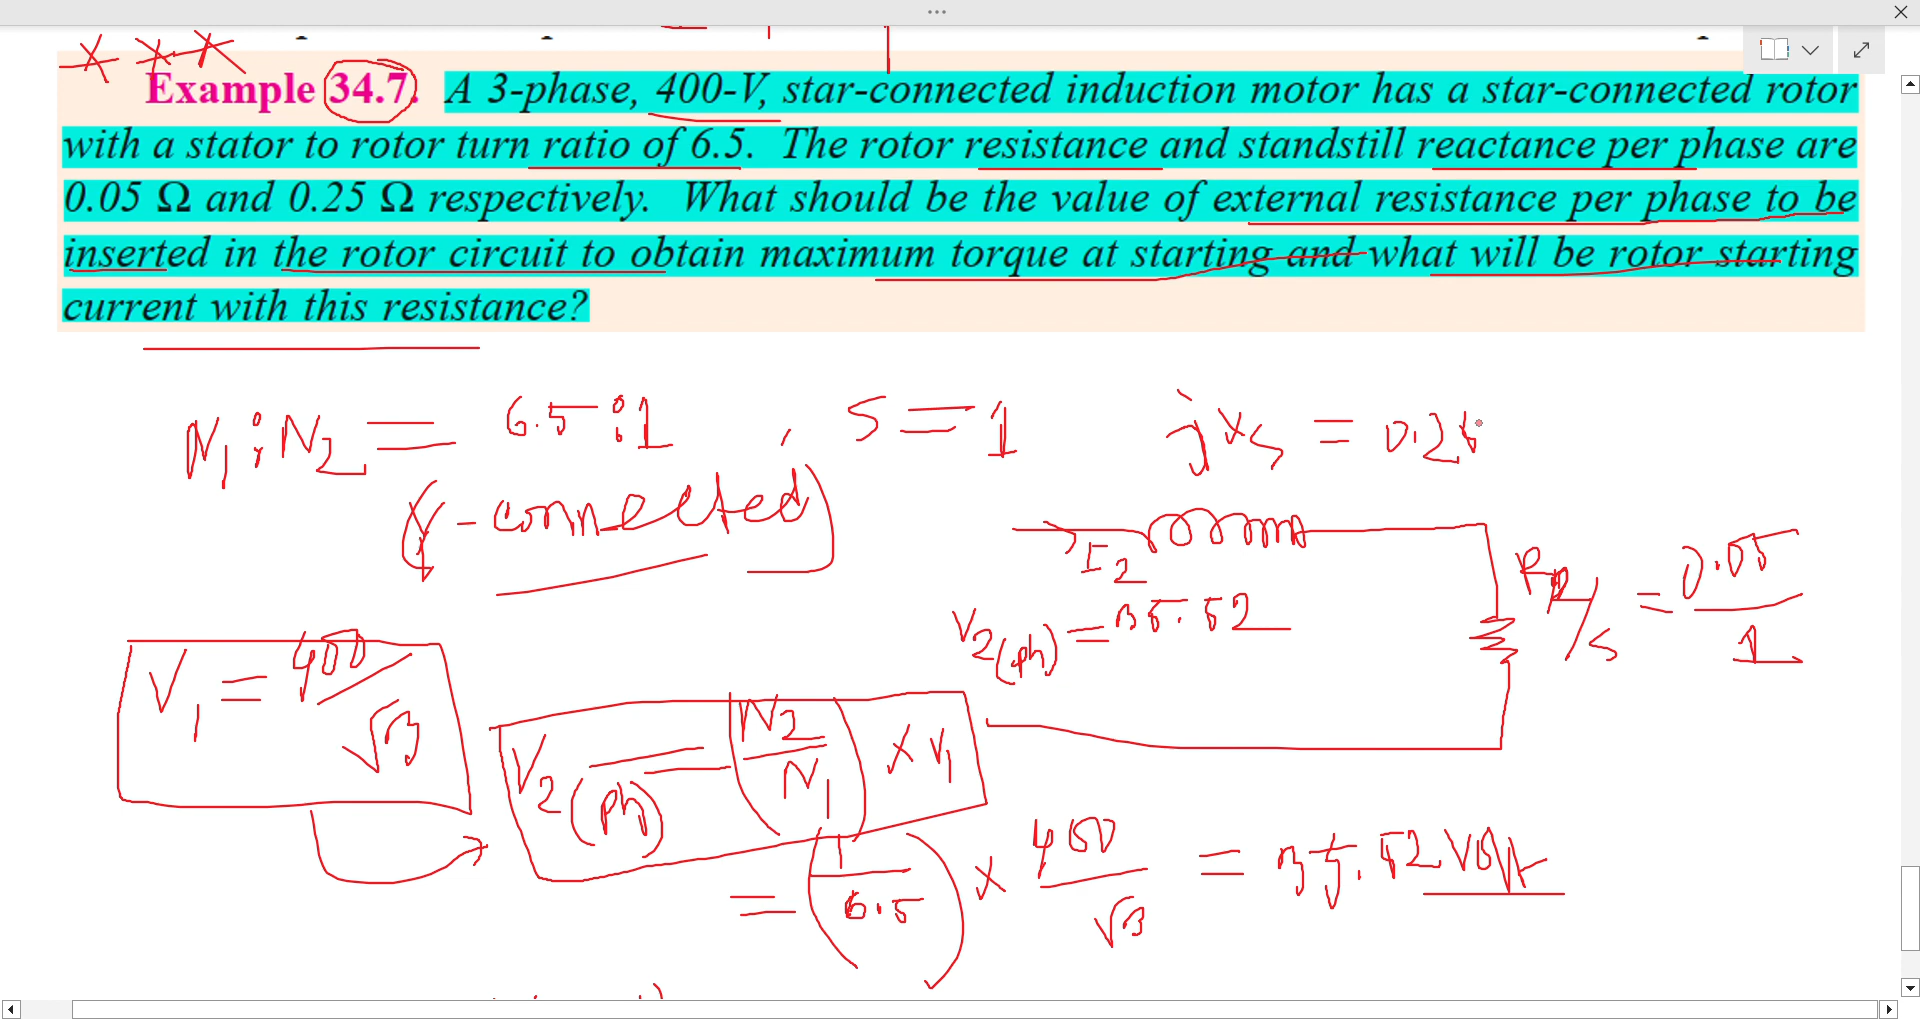 Example 34.7. A 3-phase, 400-V, star-connected induction motor has a star-connected rotor
with a stator to rotor turn ratio of 6.5. The rotor resistance and standstill reactance per phase are
0.05 Ω and 0.25 Ω respectively. What should be the value of external resistance per phase to be
inserted in the rotor circuit to obtain maximum torque at starting and what will be rotor starting
current with this resistance?
N1 : N2 = 6.5 : 1 , S = 1
jXs = 0.25
(Y - connected)
I2
R2/s = 0.05/1
V2(ph) = 35.52
V1 = 400/√3
V2(ph) = (N2/N1) × V1
= (1/6.5) × 400/√3 = 35.52 Volt